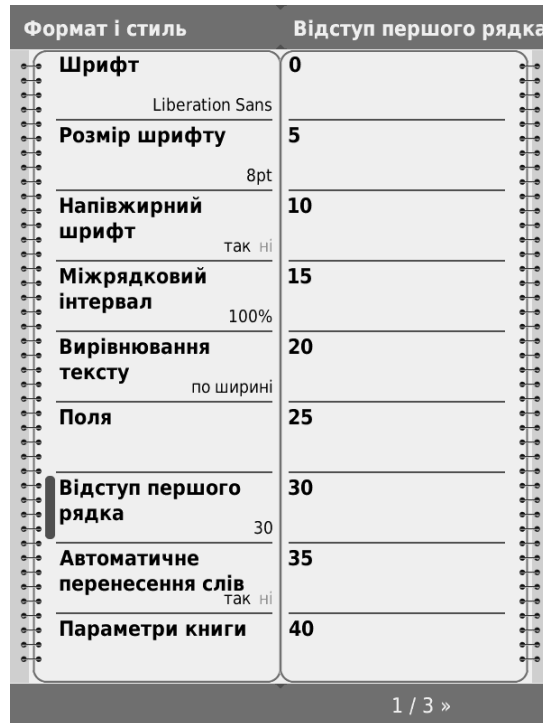 Формат і стиль
Відступ першого рядка
Шрифт
Liberation Sans
Розмір шрифту
8pt
Напівжирний
шрифт
так ні
Міжрядковий
інтервал
100%
Вирівнювання
тексту
по ширині
Поля
Відступ першого
рядка
30
Автоматичне
перенесення слів
так ні
Параметри книги
0
5
10
15
20
25
30
35
40
1 / 3 »